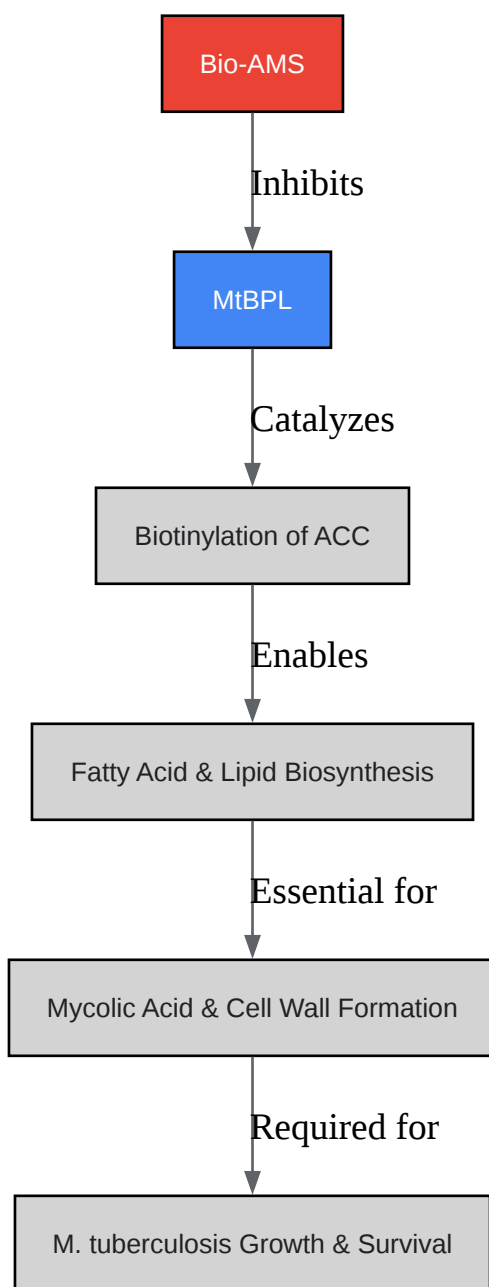 Bio-AMS
Inhibits
MtBPL
Catalyzes
Biotinylation of ACC
Enables
Fatty Acid & Lipid Biosynthesis
Essential for
Mycolic Acid & Cell Wall Formation
Required for
M. tuberculosis Growth & Survival